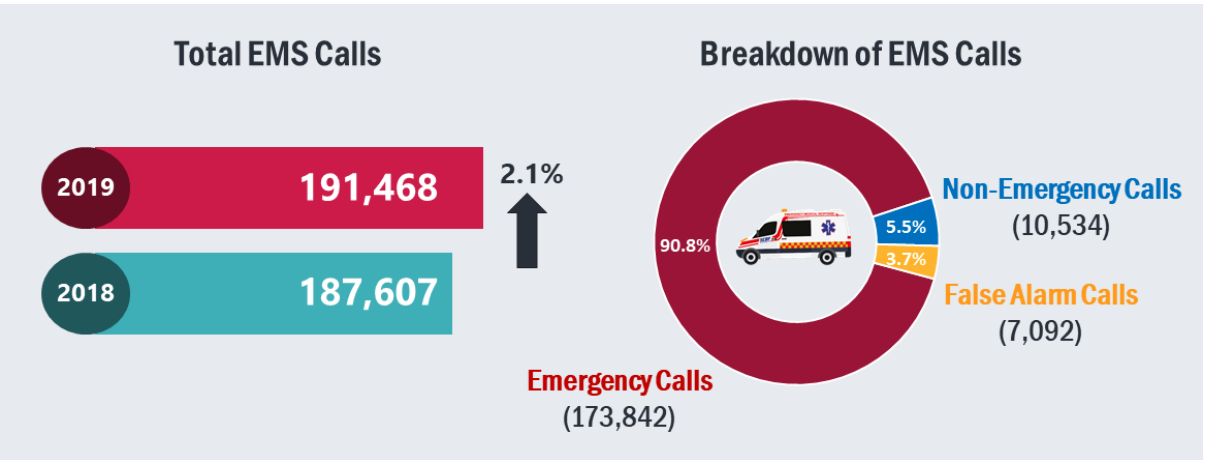 Total EMS Calls
2019
191,468
2.1%
2018
187,607
Breakdown of EMS Calls
90.8%
5.5%
3.7%
Non-Emergency Calls
(10,534)
False Alarm Calls
(7,092)
Emergency Calls
(173,842)